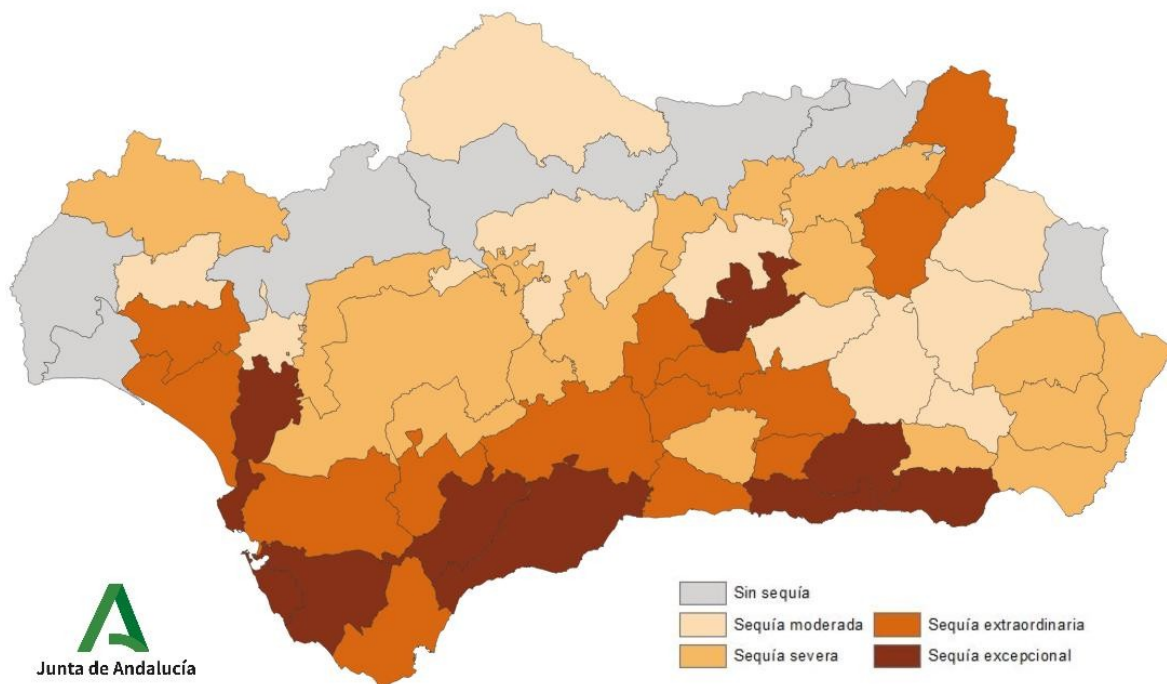 Sin sequía
Sequía moderada
Sequía extraordinaria
Sequía severa
Sequía excepcional
Junta de Andalucía